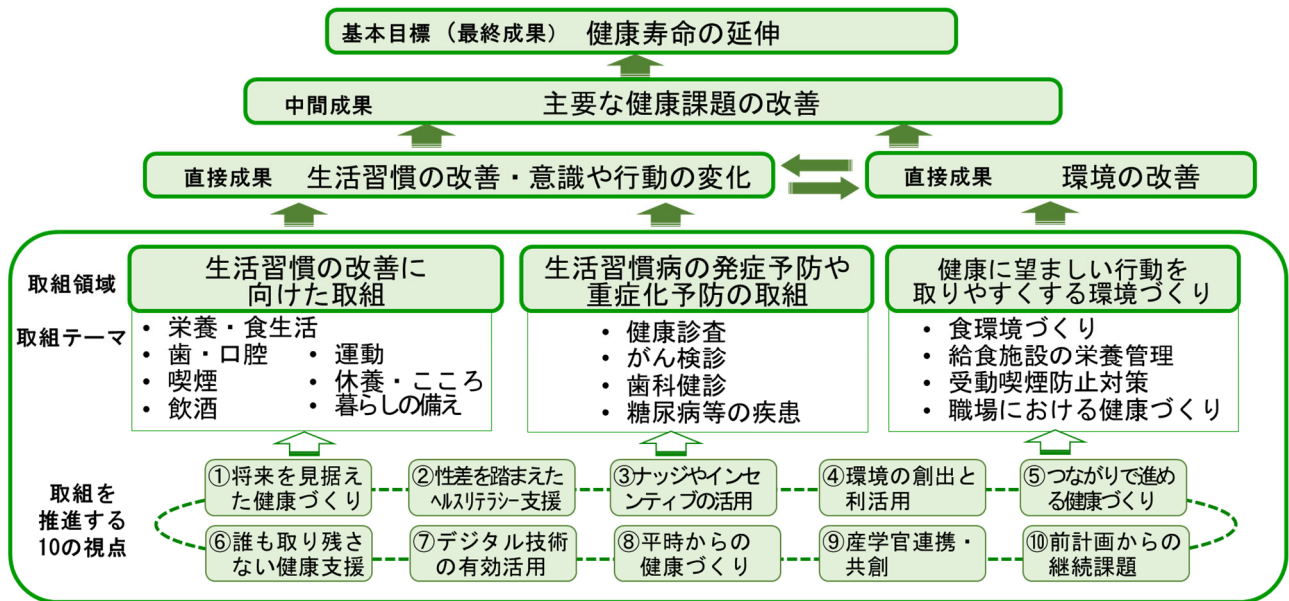 基本目標（最終成果） 健康寿命の延伸
中間成果 主要な健康課題の改善
直接成果 生活習慣の改善・意識や行動の変化
直接成果 環境の改善
取組領域
生活習慣の改善に
向けた取組
生活習慣病の発症予防や
重症化予防の取組
健康に望ましい行動を
取りやすくする環境づくり
取組テーマ
• 栄養・食生活
• 歯・口腔
• 喫煙
• 飲酒
• 運動
• 休養・こころ
• 暮らしの備え
• 健康診査
• がん検診
• 歯科健診
• 糖尿病等の疾患
• 食環境づくり
• 給食施設の栄養管理
• 受動喫煙防止対策
• 職場における健康づくり
取組を
推進する
10の視点
①将来を見据え
た健康づくり
②性差を踏まえた
ヘルスリテラシー支援
③ナッジやインセ
ンティブの活用
④環境の創出と
利活用
⑤つながりで進め
る健康づくり
⑥誰も取り残さ
ない健康支援
⑦デジタル技術
の有効活用
⑧平時からの
健康づくり
⑨産学官連携・
共創
⑩前計画からの
継続課題